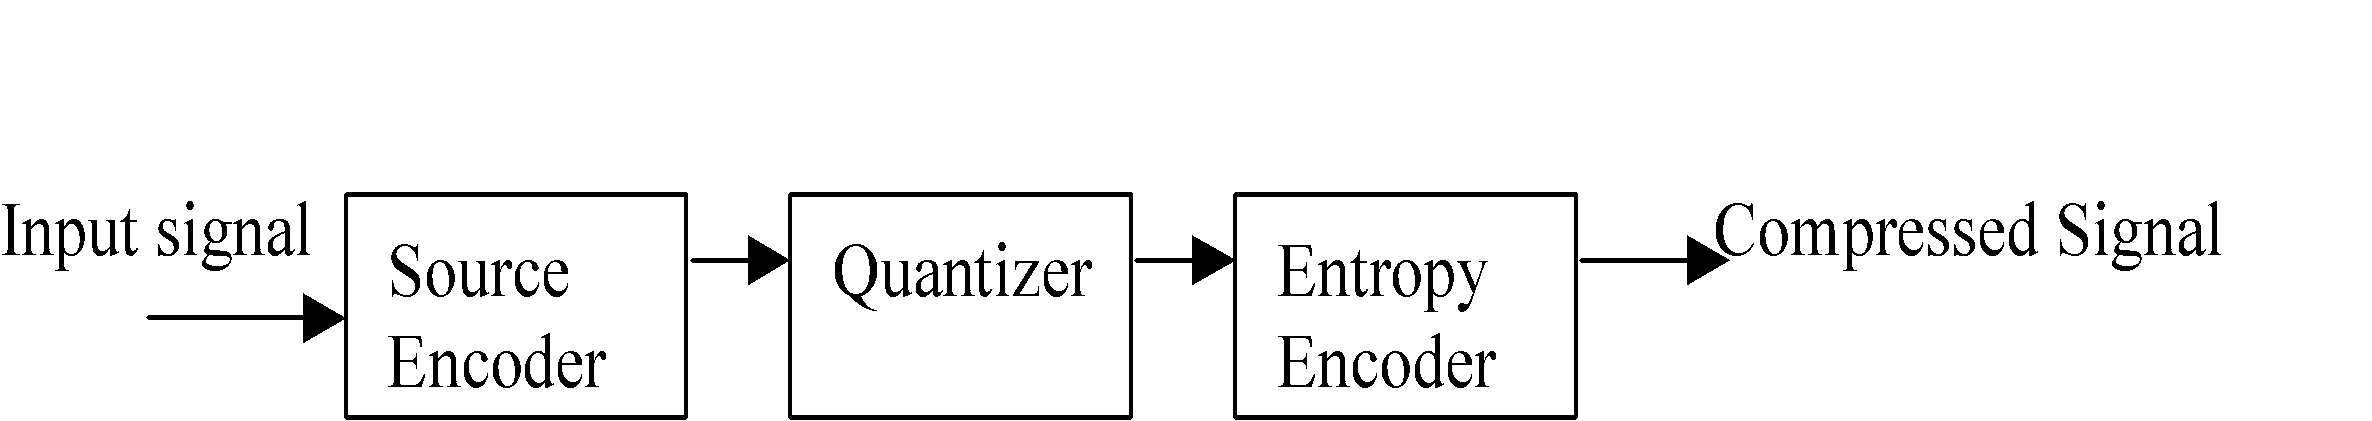 Input signal
Source
Encoder
Quantizer
Entropy
Encoder
Compressed Signal